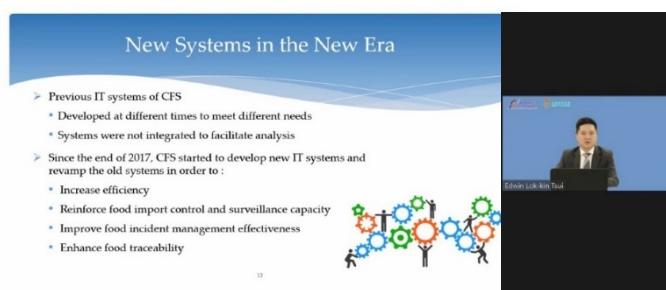 New Systems in the New Era
➢ Previous IT systems of CFS
• Developed at different times to meet different needs
• Systems were not integrated to facilitate analysis
➢ Since the end of 2017, CFS started to develop new IT systems and
revamp the old systems in order to :
• Increase efficiency
• Reinforce food import control and surveillance capacity
• Improve food incident management effectiveness
• Enhance food traceability
13
Edwin Lok-kin Tsui